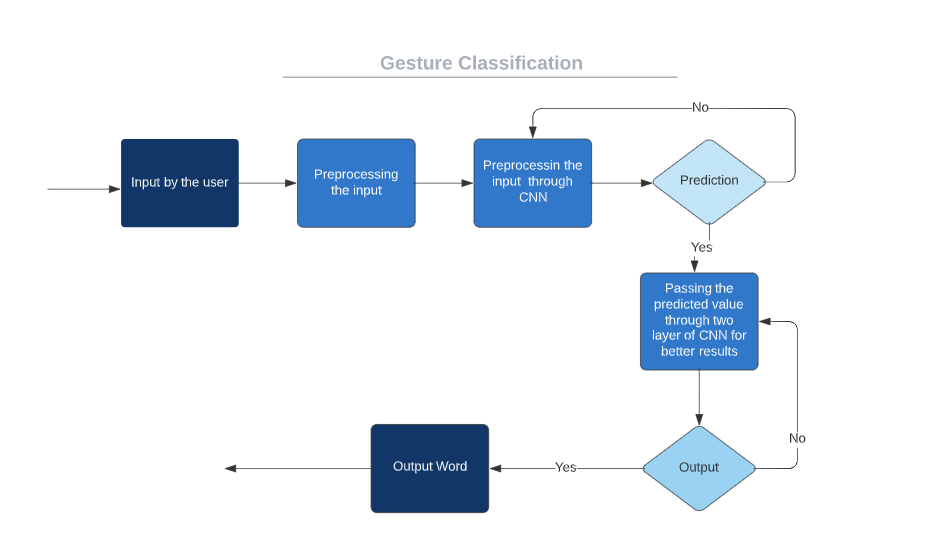 Gesture Classification
No
Input by the user
Preprocessing
the input
Preprocessin the
input through
CNN
Prediction
Yes
Passing the
predicted value
through two
layer of CNN for
better results
No
Output Word
Yes
Output